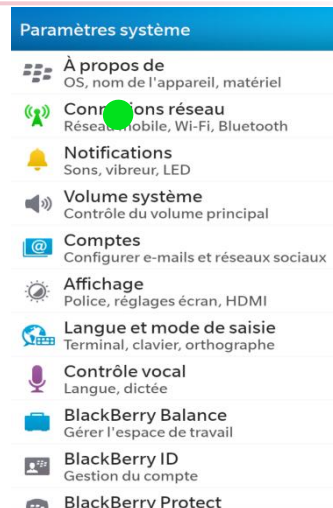 Paramètres système
À propos de
OS, nom de l'appareil, matériel
réseau
mobile, Wi-Fi, Bluetooth
Notifications
Sons, vibreur, LED
Volume système
Contrôle du volume principal
Comptes
Configurer e-mails et réseaux sociaux
Affichage
Police, réglages écran, HDMI
Langue et mode de saisie
Terminal, clavier, orthographe
Contrôle vocal
Langue, dictée
BlackBerry Balance
Gérer l'espace de travail
BlackBerry ID
Gestion du compte
BlackBerry Protect